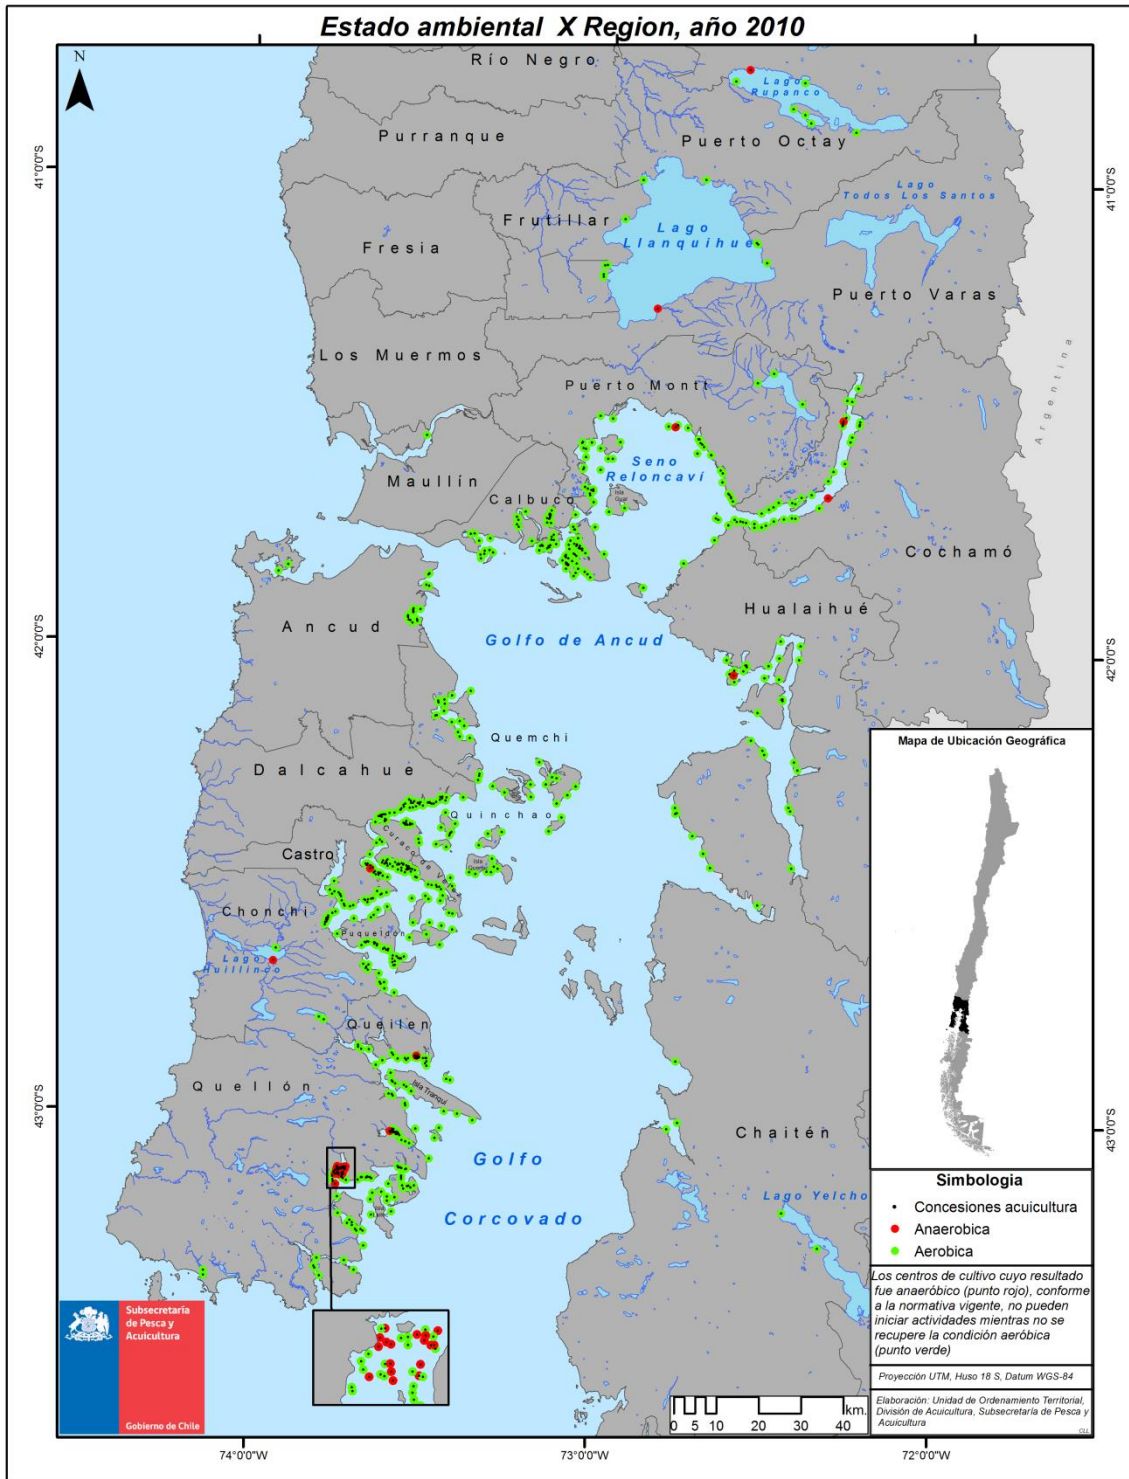 Estado ambiental X Region, año 2010
N
Río Negro
Lago
Rupanco
Purranque
Puerto Octay
41°0'0"S
41°0'0"S
Lago
Todos Los Santos
Frutillar
Lago
Llanquihue
Fresia
Puerto Varas
Los Muermos
Argentina
Puerto Montt
Seno
Reloncaví
Maullín
Calbuco
Isla
Guar
Cochamó
Hualaihué
Ancud
Golfo de Ancud
42°0'0"S
42°0'0"S
Quemchi
Mapa de Ubicación Geográfica
Dalcahue
Quinchao
Curaco de Velez
Castro
Isla
Chonchi
Puqueldón
Lago
Huillinco
Queilen
Quellón
Isla Tranqui
43°0'0"S
43°0'0"S
Chaitén
Golfo
Corcovado
Lago Yelcho
Simbologia
Concesiones acuicultura
Anaerobica
Aerobica
Los centros de cultivo cuyo resultado
fue anaeróbico (punto rojo), conforme
a la normativa vigente, no pueden
iniciar actividades mientras no se
recupere la condición aeróbica
(punto verde)
Proyección UTM, Huso 18 S, Datum WGS-84
Elaboración: Unidad de Ordenamiento Territorial,
División de Acuicultura, Subsecretaría de Pesca y
Acuicultura
CLL
Subsecretaría
de Pesca y
Acuicultura
Gobierno de Chile
0 5 10 20 30 40 km.
74°0'0"W
73°0'0"W
72°0'0"W